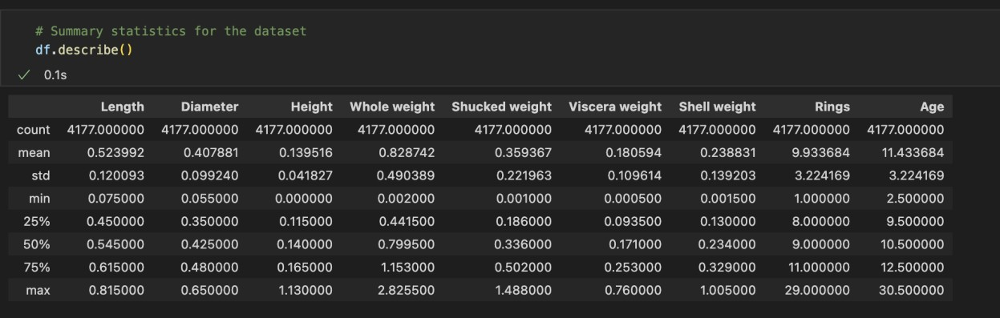 # Summary statistics for the dataset
df.describe()
✓ 0.1s
Length Diameter Height Whole weight Shucked weight Viscera weight Shell weight Rings Age
count 4177.000000 4177.000000 4177.000000 4177.000000 4177.000000 4177.000000 4177.000000 4177.000000 4177.000000
mean 0.523992 0.407881 0.139516 0.828742 0.359367 0.180594 0.238831 9.933684 11.433684
std 0.120093 0.099240 0.041827 0.490389 0.221963 0.109614 0.139203 3.224169 3.224169
min 0.075000 0.055000 0.000000 0.002000 0.001000 0.000500 0.001500 1.000000 2.500000
25% 0.450000 0.350000 0.115000 0.441500 0.186000 0.093500 0.130000 8.000000 9.500000
50% 0.545000 0.425000 0.140000 0.799500 0.336000 0.171000 0.234000 9.000000 10.500000
75% 0.615000 0.480000 0.165000 1.153000 0.502000 0.253000 0.329000 11.000000 12.500000
max 0.815000 0.650000 1.130000 2.825500 1.488000 0.760000 1.005000 29.000000 30.500000